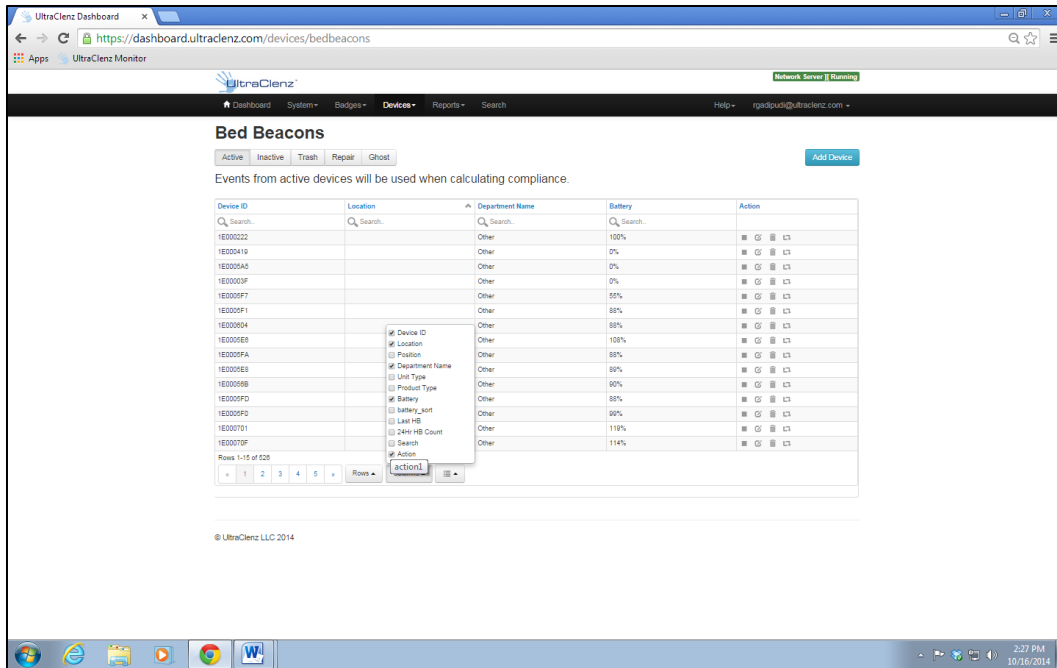 UltraClenz Dashboard
https://dashboard.ultraclenz.com/devices/bedbeacons
Apps UltraClenz Monitor
UltraClenz
Network Server ][ Running
Dashboard System Badges Devices Reports Search Help rgadipudi@ultraclenz.com
Bed Beacons
Active Inactive Trash Repair Ghost Add Device
Events from active devices will be used when calculating compliance.
Device ID Location Department Name Battery Action
Search.. Search.. Search.. Search..
1E000222 Other 100%
1E000419 Other 0%
1E0005A5 Other 0%
1E00003F Other 0%
1E0005F7 Other 55%
1E0005F1 Other 88%
1E000604 Other 88%
1E0005E6 Other 108%
1E0005FA Other 88%
1E0005E8 Other 89%
1E00056B Other 90%
1E0005FD Other 88%
1E0005F0 Other 99%
1E000701 Other 119%
1E00070F Other 114%
Device ID
Location
Position
Department Name
Unit Type
Product Type
Battery
battery_sort
Last HB
24Hr HB Count
Search
Action
action1
Rows 1-15 of 526
« 1 2 3 4 5 » Rows
© UltraClenz LLC 2014
2:27 PM
10/16/2014